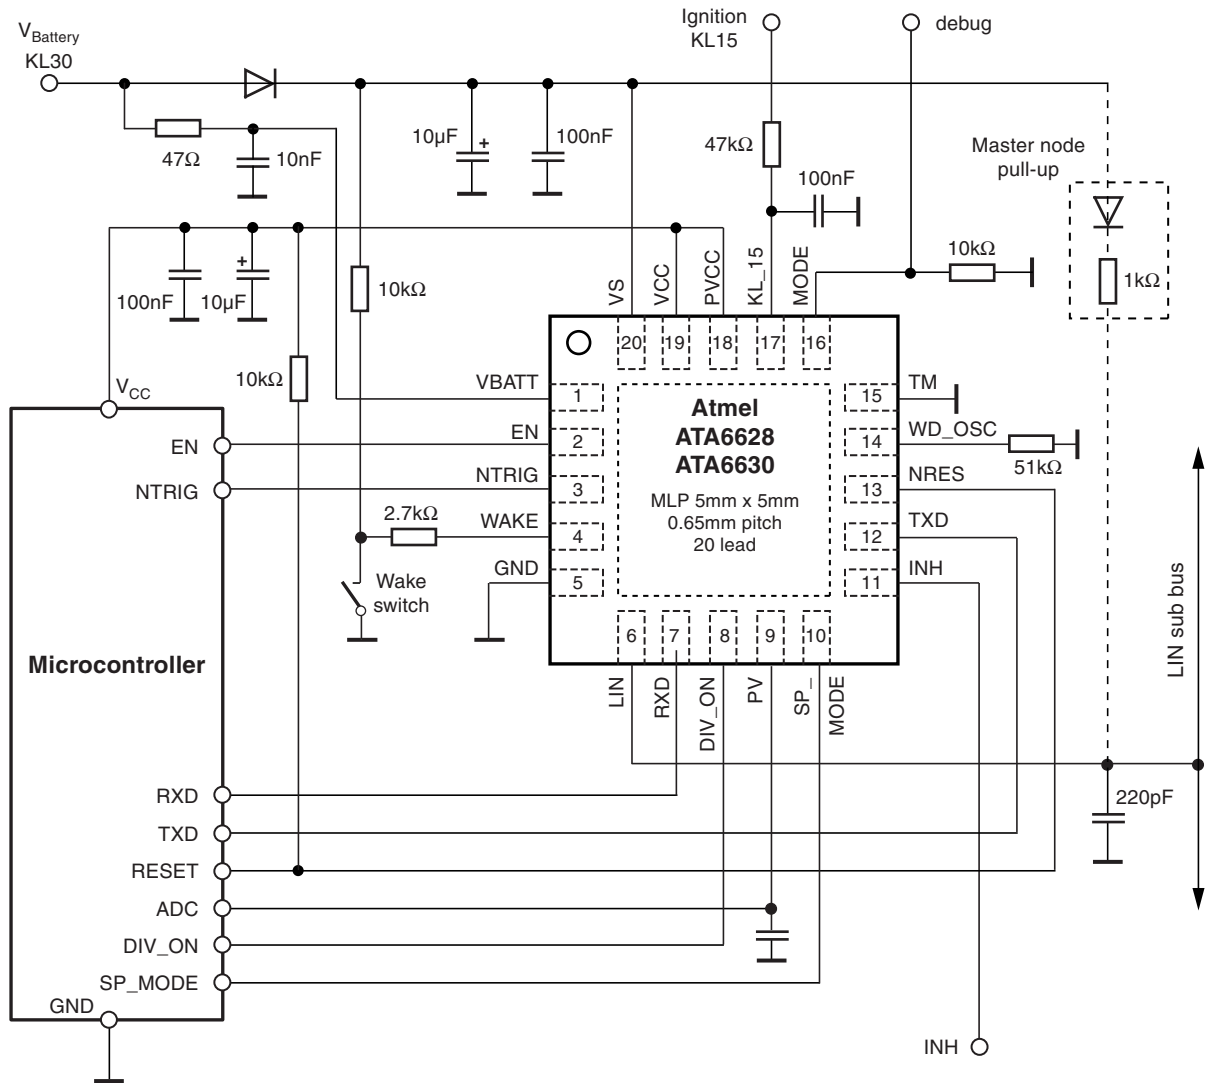 Ignition
KL15
debug
VBattery
KL30
47Ω
10nF
10µF
+
100nF
47kΩ
100nF
Master node
pull-up
1kΩ
10kΩ
100nF
+
10µF
10kΩ
10kΩ
VS
VCC
PVCC
KL_15
MODE
20
19
18
17
16
VBATT
1
EN
2
NTRIG
3
2.7kΩ
WAKE
4
GND
5
Wake
switch
Atmel
ATA6628
ATA6630
MLP 5mm x 5mm
0.65mm pitch
20 lead
15
TM
14
WD_OSC
51kΩ
13
NRES
12
TXD
11
INH
6
7
8
9
10
LIN
RXD
DIV_ON
PV
SP_
MODE
LIN sub bus
220pF
VCC
EN
NTRIG
Microcontroller
RXD
TXD
RESET
ADC
DIV_ON
SP_MODE
GND
INH